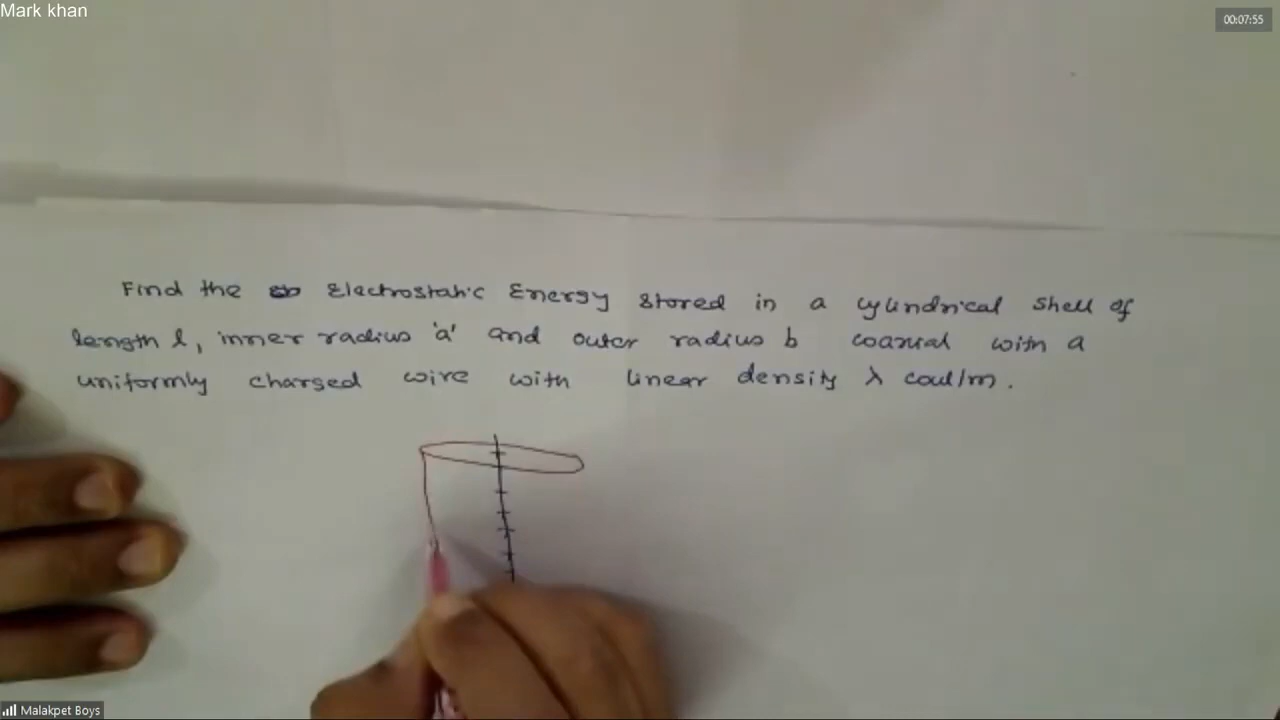 Mark khan
00:07:55
Find the Electrostatic Energy stored in a cylindrical shell of
length l, inner radius 'a' and outer radius b coaxial with a
uniformly charged wire with linear density λ coul/m.
Malakpet Boys